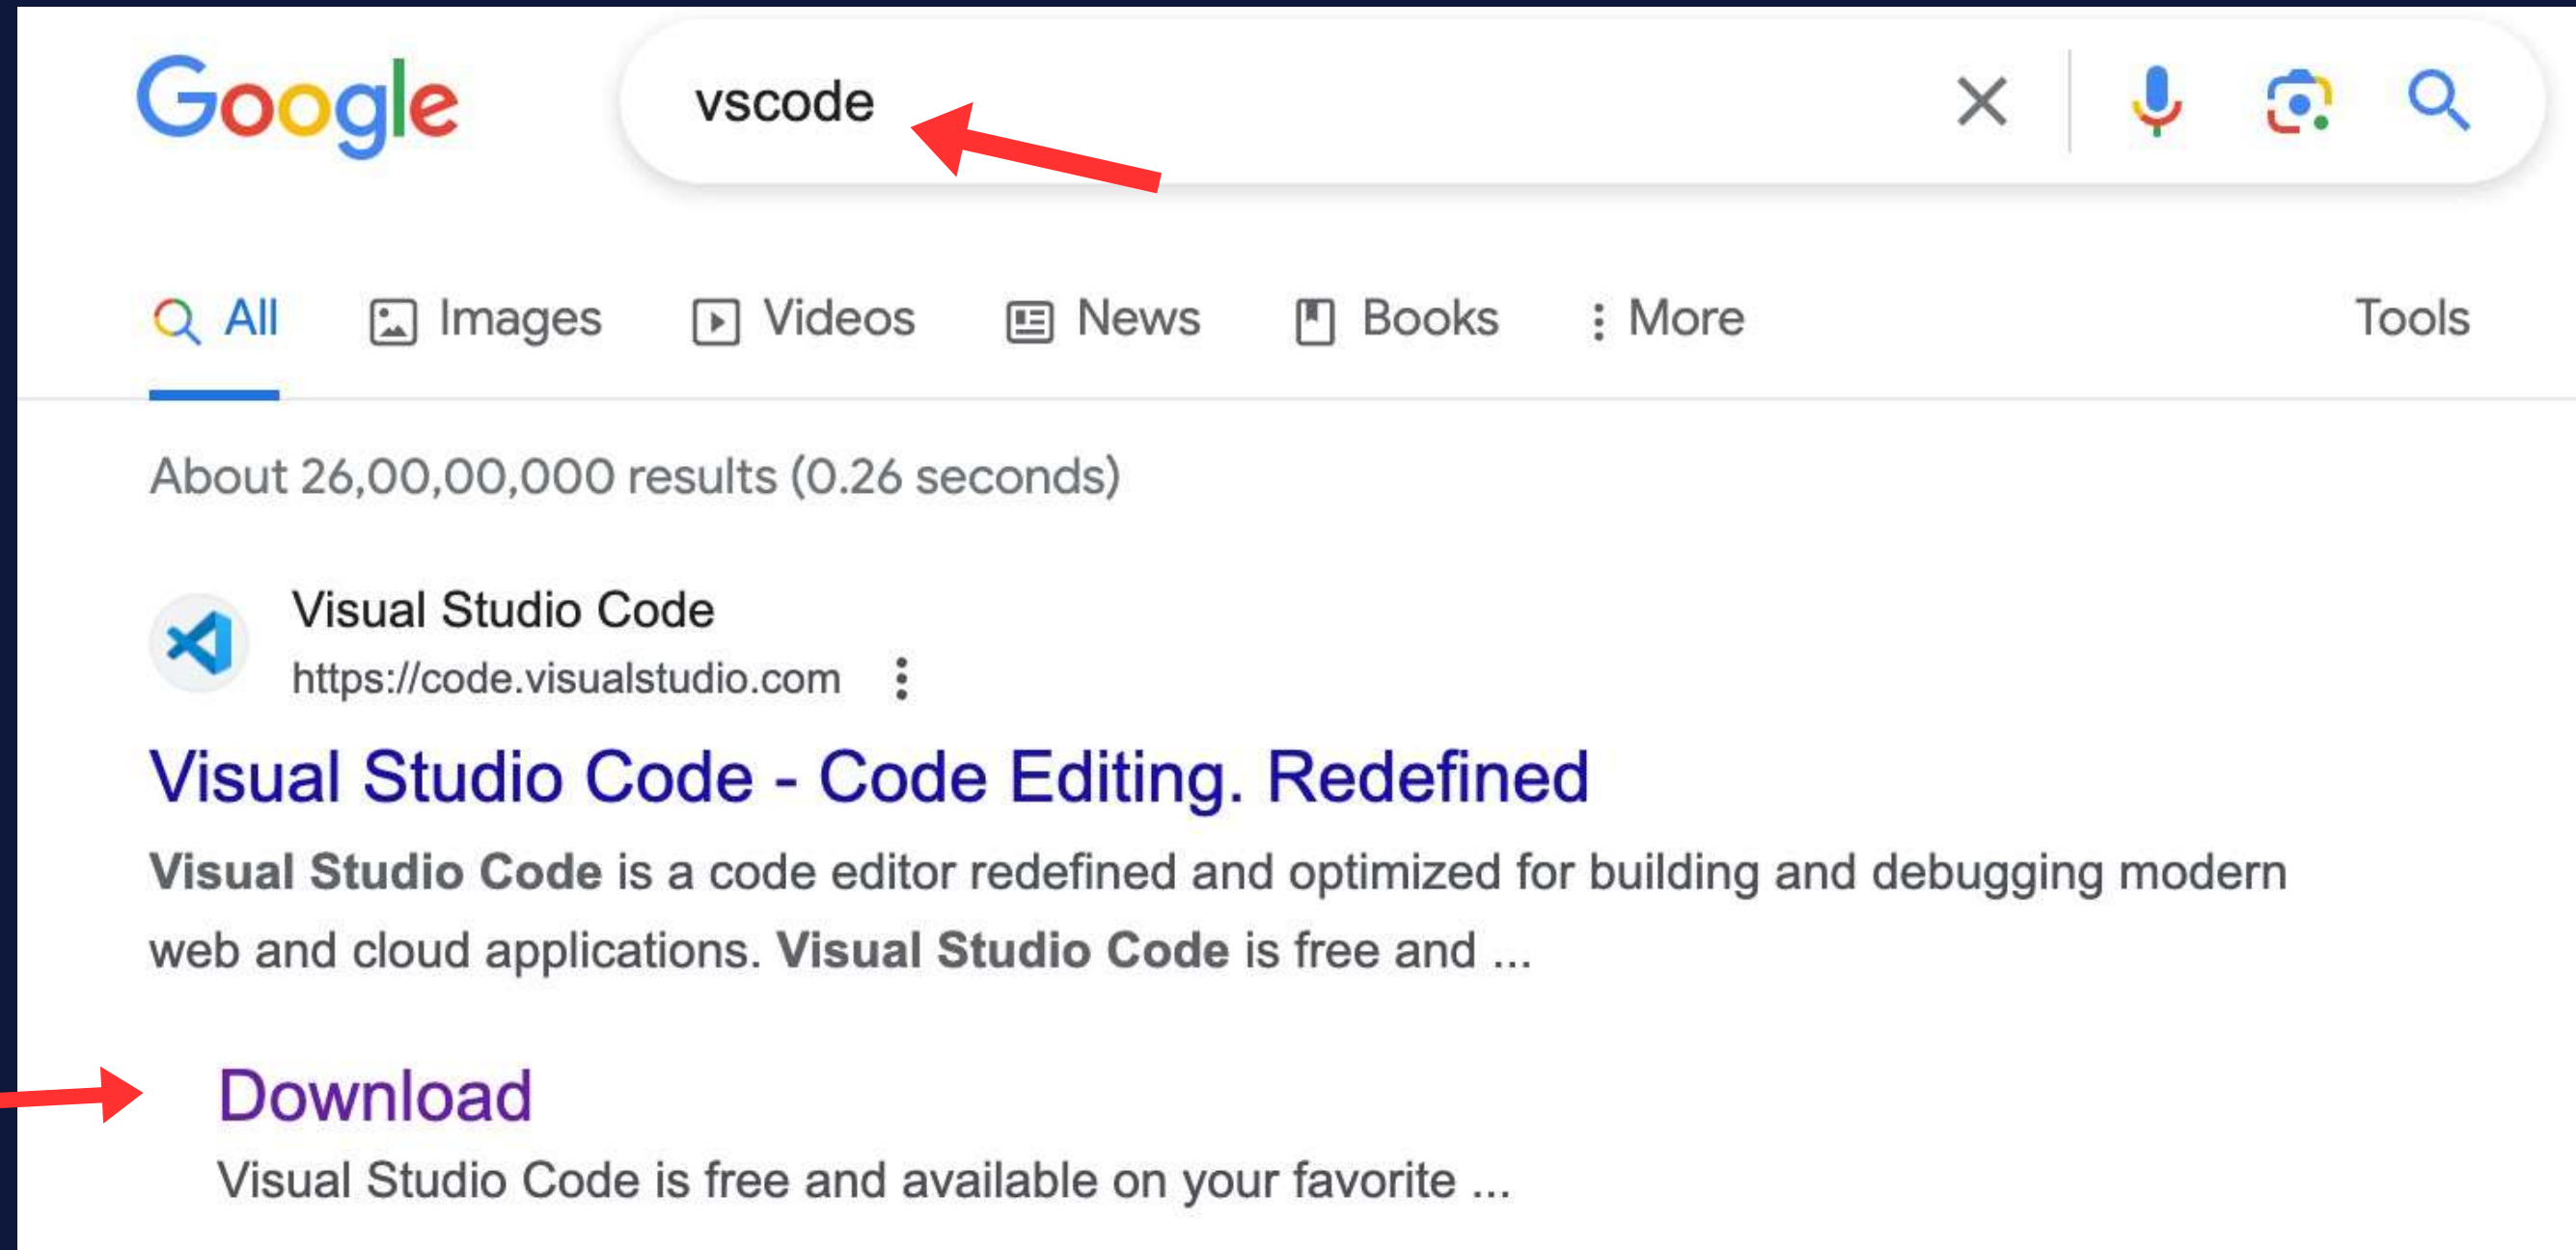 Google
vscode
All Images Videos News Books More Tools
About 26,00,00,000 results (0.26 seconds)
Visual Studio Code
https://code.visualstudio.com
Visual Studio Code - Code Editing. Redefined
Visual Studio Code is a code editor redefined and optimized for building and debugging modern
web and cloud applications. Visual Studio Code is free and ...
Download
Visual Studio Code is free and available on your favorite ...